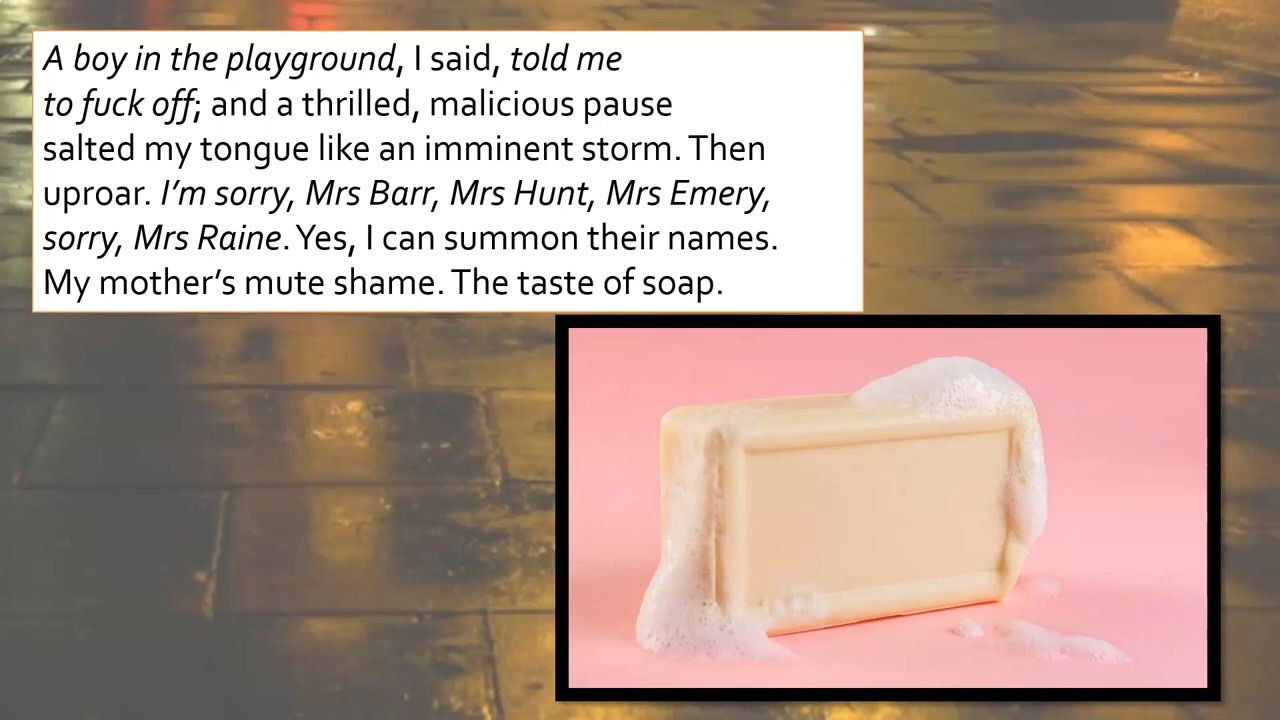 A boy in the playground, I said, told me
to fuck off; and a thrilled, malicious pause
salted my tongue like an imminent storm. Then
uproar. I’m sorry, Mrs Barr, Mrs Hunt, Mrs Emery,
sorry, Mrs Raine. Yes, I can summon their names.
My mother’s mute shame. The taste of soap.